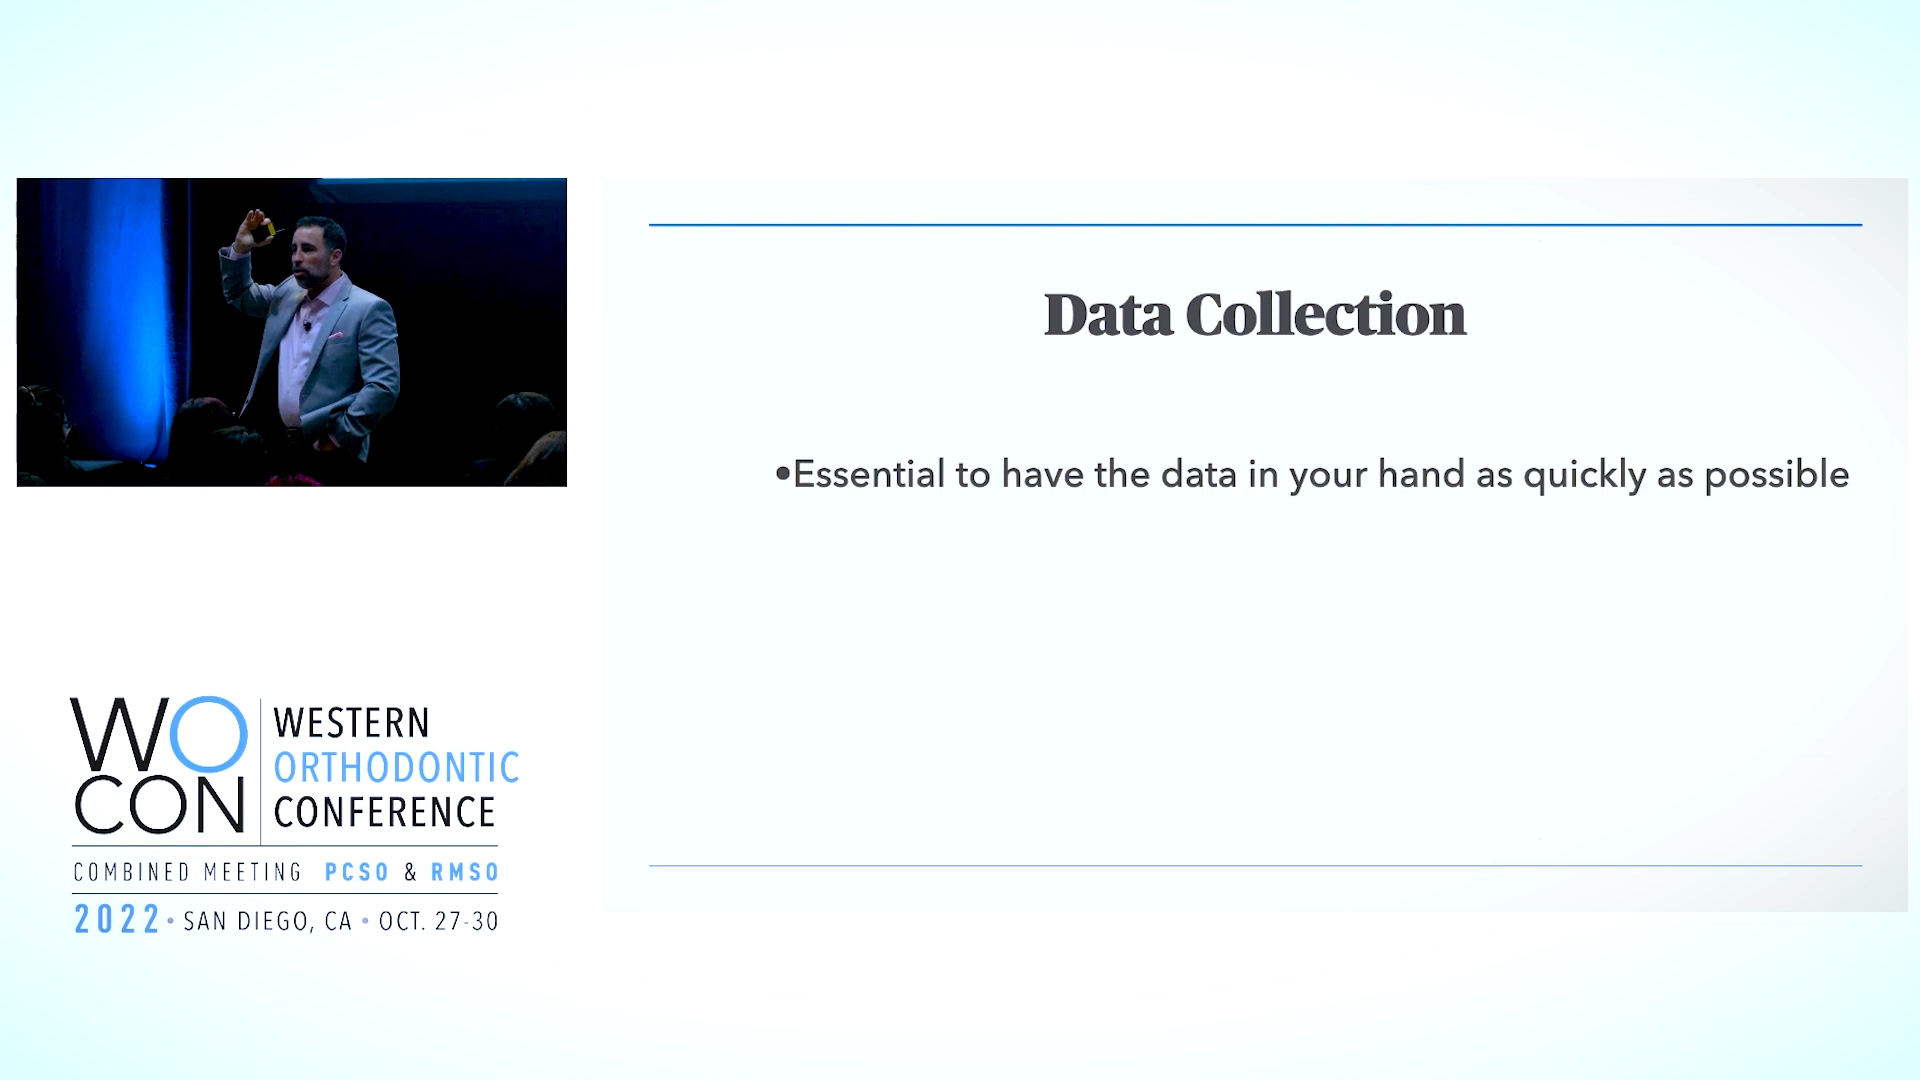 Data Collection
•Essential to have the data in your hand as quickly as possible
WO
CON
WESTERN
ORTHODONTIC
CONFERENCE
COMBINED MEETING PCSO & RMSO
2022 • SAN DIEGO, CA • OCT. 27-30